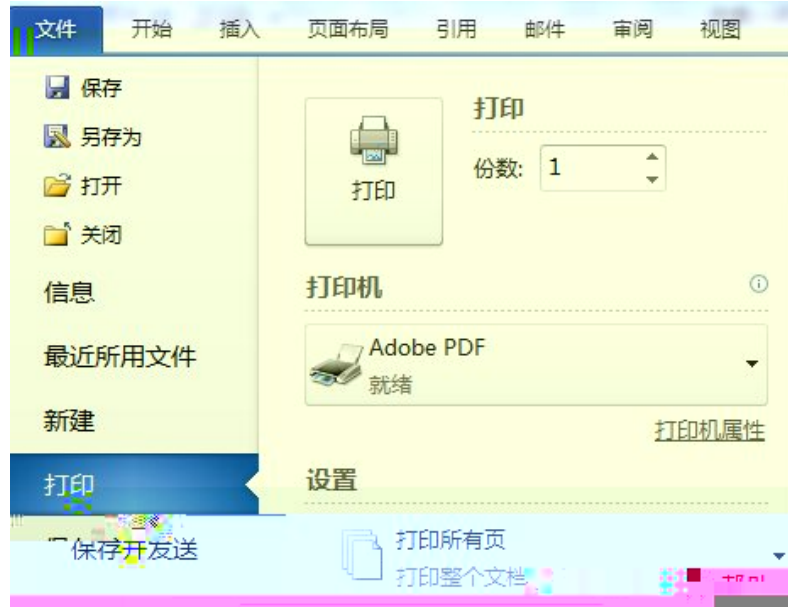 文件 开始 插入 页面布局 引用 邮件 审阅 视图
保存
另存为
打开
关闭
信息
最近所用文件
新建
打印
保存并发送
打印
打印
份数: 1
打印机
Adobe PDF
就绪
打印机属性
设置
打印所有页
打印整个文档